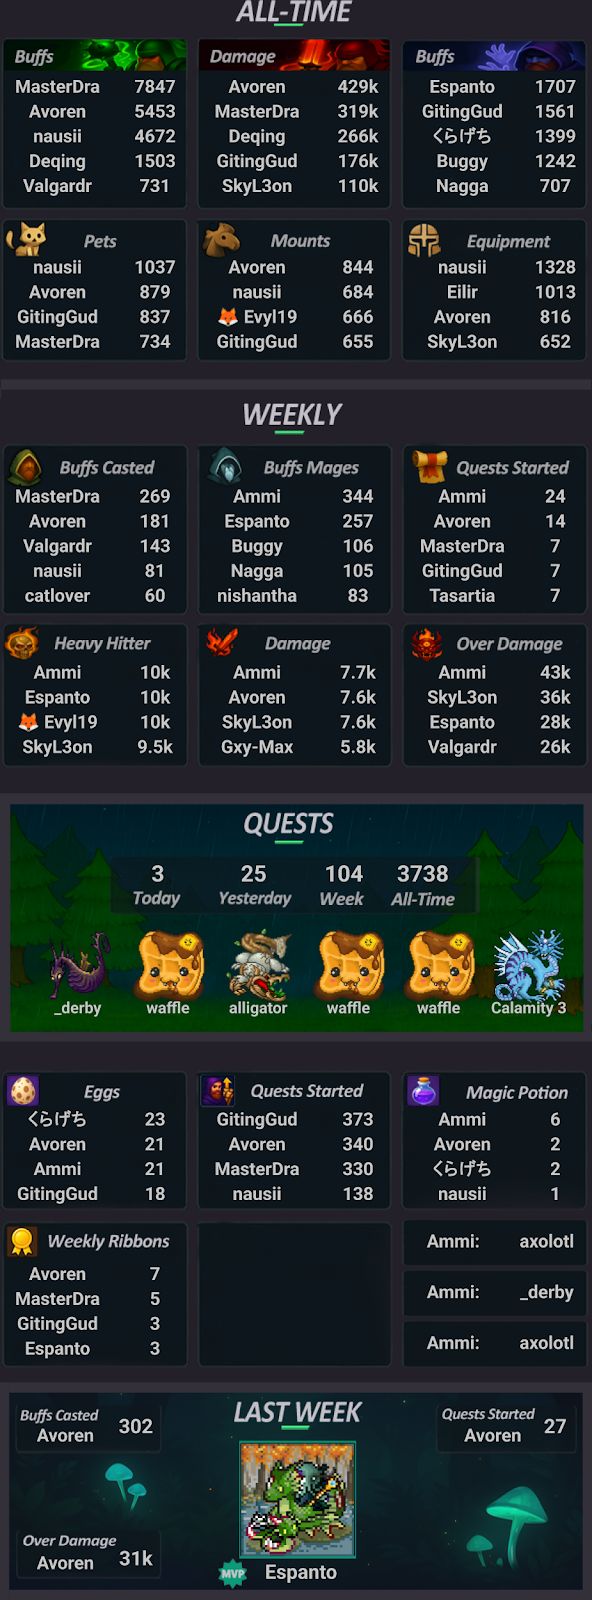 ALL-TIME
Buffs
MasterDra 7847
Avoren 5453
nausii 4672
Deqing 1503
Valgardr 731
Damage
Avoren 429k
MasterDra 319k
Deqing 266k
GitingGud 176k
SkyL3on 110k
Buffs
Espanto 1707
GitingGud 1561
くらげち 1399
Buggy 1242
Nagga 707
Pets
nausii 1037
Avoren 879
GitingGud 837
MasterDra 734
Mounts
Avoren 844
nausii 684
🦊 Evyl19 666
GitingGud 655
Equipment
nausii 1328
Eilir 1013
Avoren 816
SkyL3on 652
WEEKLY
Buffs Casted
MasterDra 269
Avoren 181
Valgardr 143
nausii 81
catlover 60
Buffs Mages
Ammi 344
Espanto 257
Buggy 106
Nagga 105
nishantha 83
Quests Started
Ammi 24
Avoren 14
MasterDra 7
GitingGud 7
Tasartia 7
Heavy Hitter
Ammi 10k
Espanto 10k
🦊 Evyl19 10k
SkyL3on 9.5k
Damage
Ammi 7.7k
Avoren 7.6k
SkyL3on 7.6k
Gxy-Max 5.8k
Over Damage
Ammi 43k
SkyL3on 36k
Espanto 28k
Valgardr 26k
QUESTS
3 25 104 3738
Today Yesterday Week All-Time
_derby waffle alligator waffle waffle Calamity 3
Eggs
くらげち 23
Avoren 21
Ammi 21
GitingGud 18
Quests Started
GitingGud 373
Avoren 340
MasterDra 330
nausii 138
Magic Potion
Ammi 6
Avoren 2
くらげち 2
nausii 1
Weekly Ribbons
Avoren 7
MasterDra 5
GitingGud 3
Espanto 3
Ammi: axolotl
Ammi: _derby
Ammi: axolotl
LAST WEEK
Buffs Casted
Avoren 302
Quests Started
Avoren 27
Over Damage
Avoren 31k
MVP Espanto